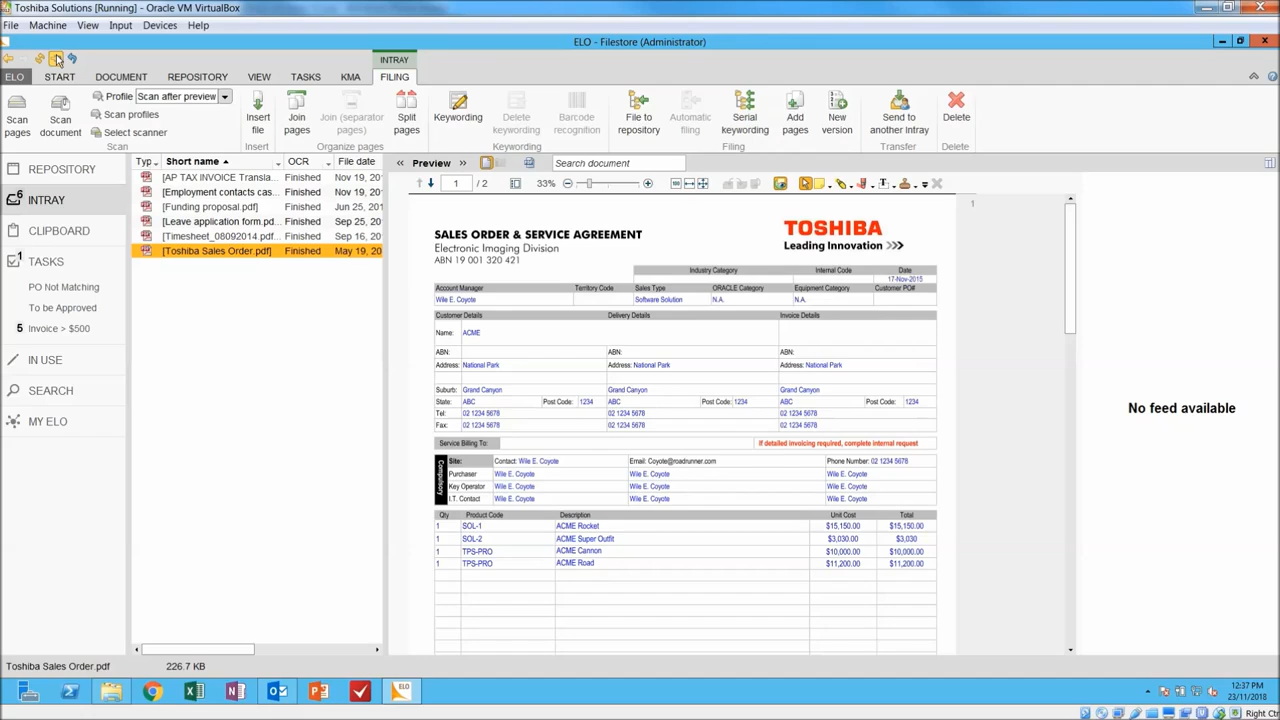 Toshiba Solutions [Running] - Oracle VM VirtualBox
File Machine View Input Devices Help
ELO - Filestore (Administrator)
INTRAY
ELO START DOCUMENT REPOSITORY VIEW TASKS KMA FILING
Scan pages
Scan document
Profile Scan after preview
Scan profiles
Select scanner
Scan
Insert file
Insert
Join pages
Join (separator pages)
Split pages
Organize pages
Keywording
Delete keywording
Barcode recognition
Keywording
File to repository
Automatic filing
Serial keywording
Add pages
New version
Filing
Send to another Intray
Transfer
Delete
Delete
REPOSITORY
6 INTRAY
CLIPBOARD
1 TASKS
PO Not Matching
To be Approved
5 Invoice > $500
IN USE
SEARCH
MY ELO
Typ Short name OCR File date
[AP TAX INVOICE Transla... Finished Nov 19, 20
[Employment contacts cas... Finished Nov 19, 20
[Funding proposal.pdf] Finished Jun 25, 201
[Leave application form.pd... Finished Sep 25, 20
[Timesheet_08092014.pdf... Finished Sep 16, 20
[Toshiba Sales Order.pdf] Finished May 19, 20
« Preview » Search document
1 / 2 33% T
1
SALES ORDER & SERVICE AGREEMENT
Electronic Imaging Division
ABN 19 001 320 421
TOSHIBA
Leading Innovation >>>
Industry Category Internal Code Date
17-Nov-2015
Account Manager Territory Code Sales Type ORACLE Category Equipment Category Customer PO#
Wile E. Coyote Software Solution N.A. N.A.
Customer Details Delivery Details Invoice Details
Name: ACME
ABN: ABN: ABN:
Address: National Park Address: National Park Address: National Park
Suburb: Grand Canyon Grand Canyon Grand Canyon
State: ABC Post Code: 1234 ABC Post Code: 1234 ABC Post Code: 1234
Tel: 02 1234 5678 02 1234 5678 02 1234 5678
Fax: 02 1234 5678 02 1234 5678 02 1234 5678
Service Billing To: If detailed invoicing required, complete internal request
Compulsory
Site: Contact: Wile E. Coyote Email: Coyote@roadrunner.com Phone Number: 02 1234 5678
Purchaser Wile E. Coyote Wile E. Coyote Wile E. Coyote
Key Operator Wile E. Coyote Wile E. Coyote Wile E. Coyote
I.T. Contact Wile E. Coyote Wile E. Coyote Wile E. Coyote
Qty Product Code Description Unit Cost Total
1 SOL-1 ACME Rocket $15,150.00 $15,150.00
1 SOL-2 ACME Super Outfit $3,030.00 $3,030
1 TPS-PRO ACME Cannon $10,000.00 $10,000.00
1 TPS-PRO ACME Road $11,200.00 $11,200.00
No feed available
Toshiba Sales Order.pdf 226.7 KB
ELO
12:37 PM
23/11/2018
Right Ctrl